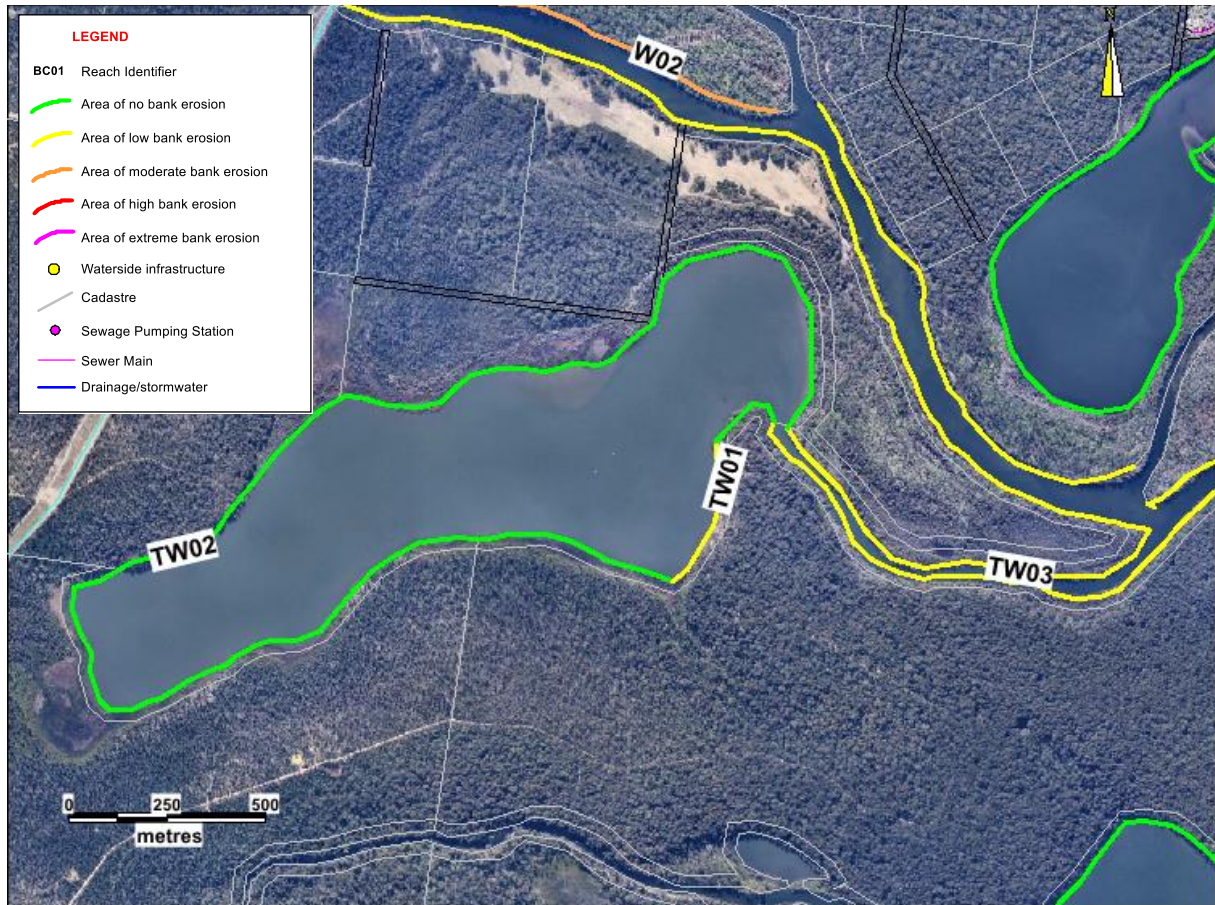 LEGEND
BC01 Reach Identifier
Area of no bank erosion
Area of low bank erosion
Area of moderate bank erosion
Area of high bank erosion
Area of extreme bank erosion
Waterside infrastructure
Cadastre
Sewage Pumping Station
Sewer Main
Drainage/stormwater
W02
N
TW01
TW02
TW03
0 250 500
metres